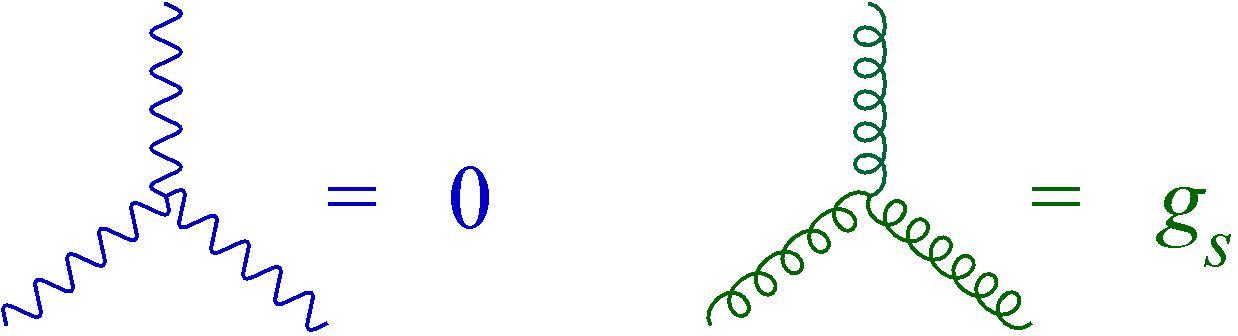 = 0 = g_s